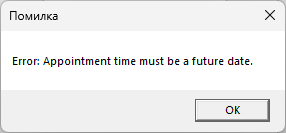 Помилка
Error: Appointment time must be a future date.
OK